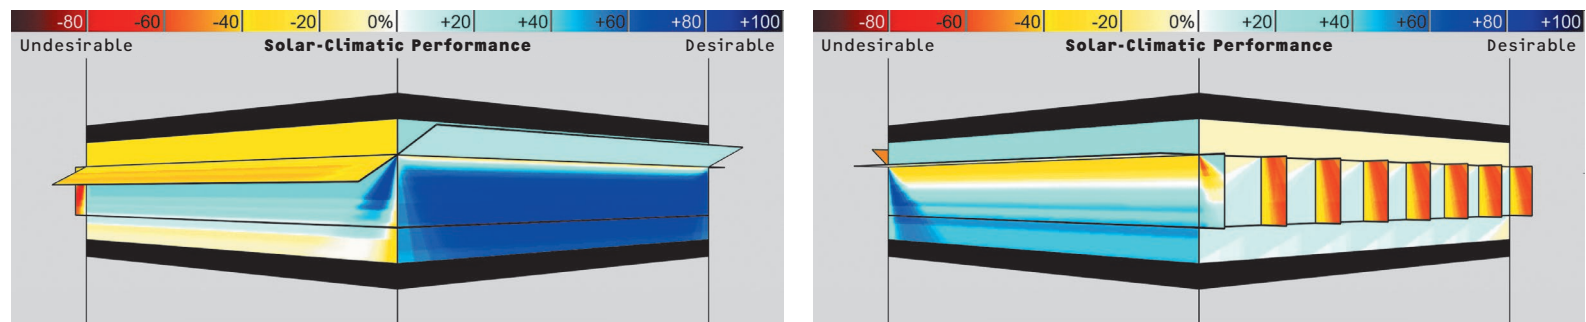 -80 -60 -40 -20 0% +20 +40 +60 +80 +100
Undesirable Solar-Climatic Performance Desirable
-80 -60 -40 -20 0% +20 +40 +60 +80 +100
Undesirable Solar-Climatic Performance Desirable